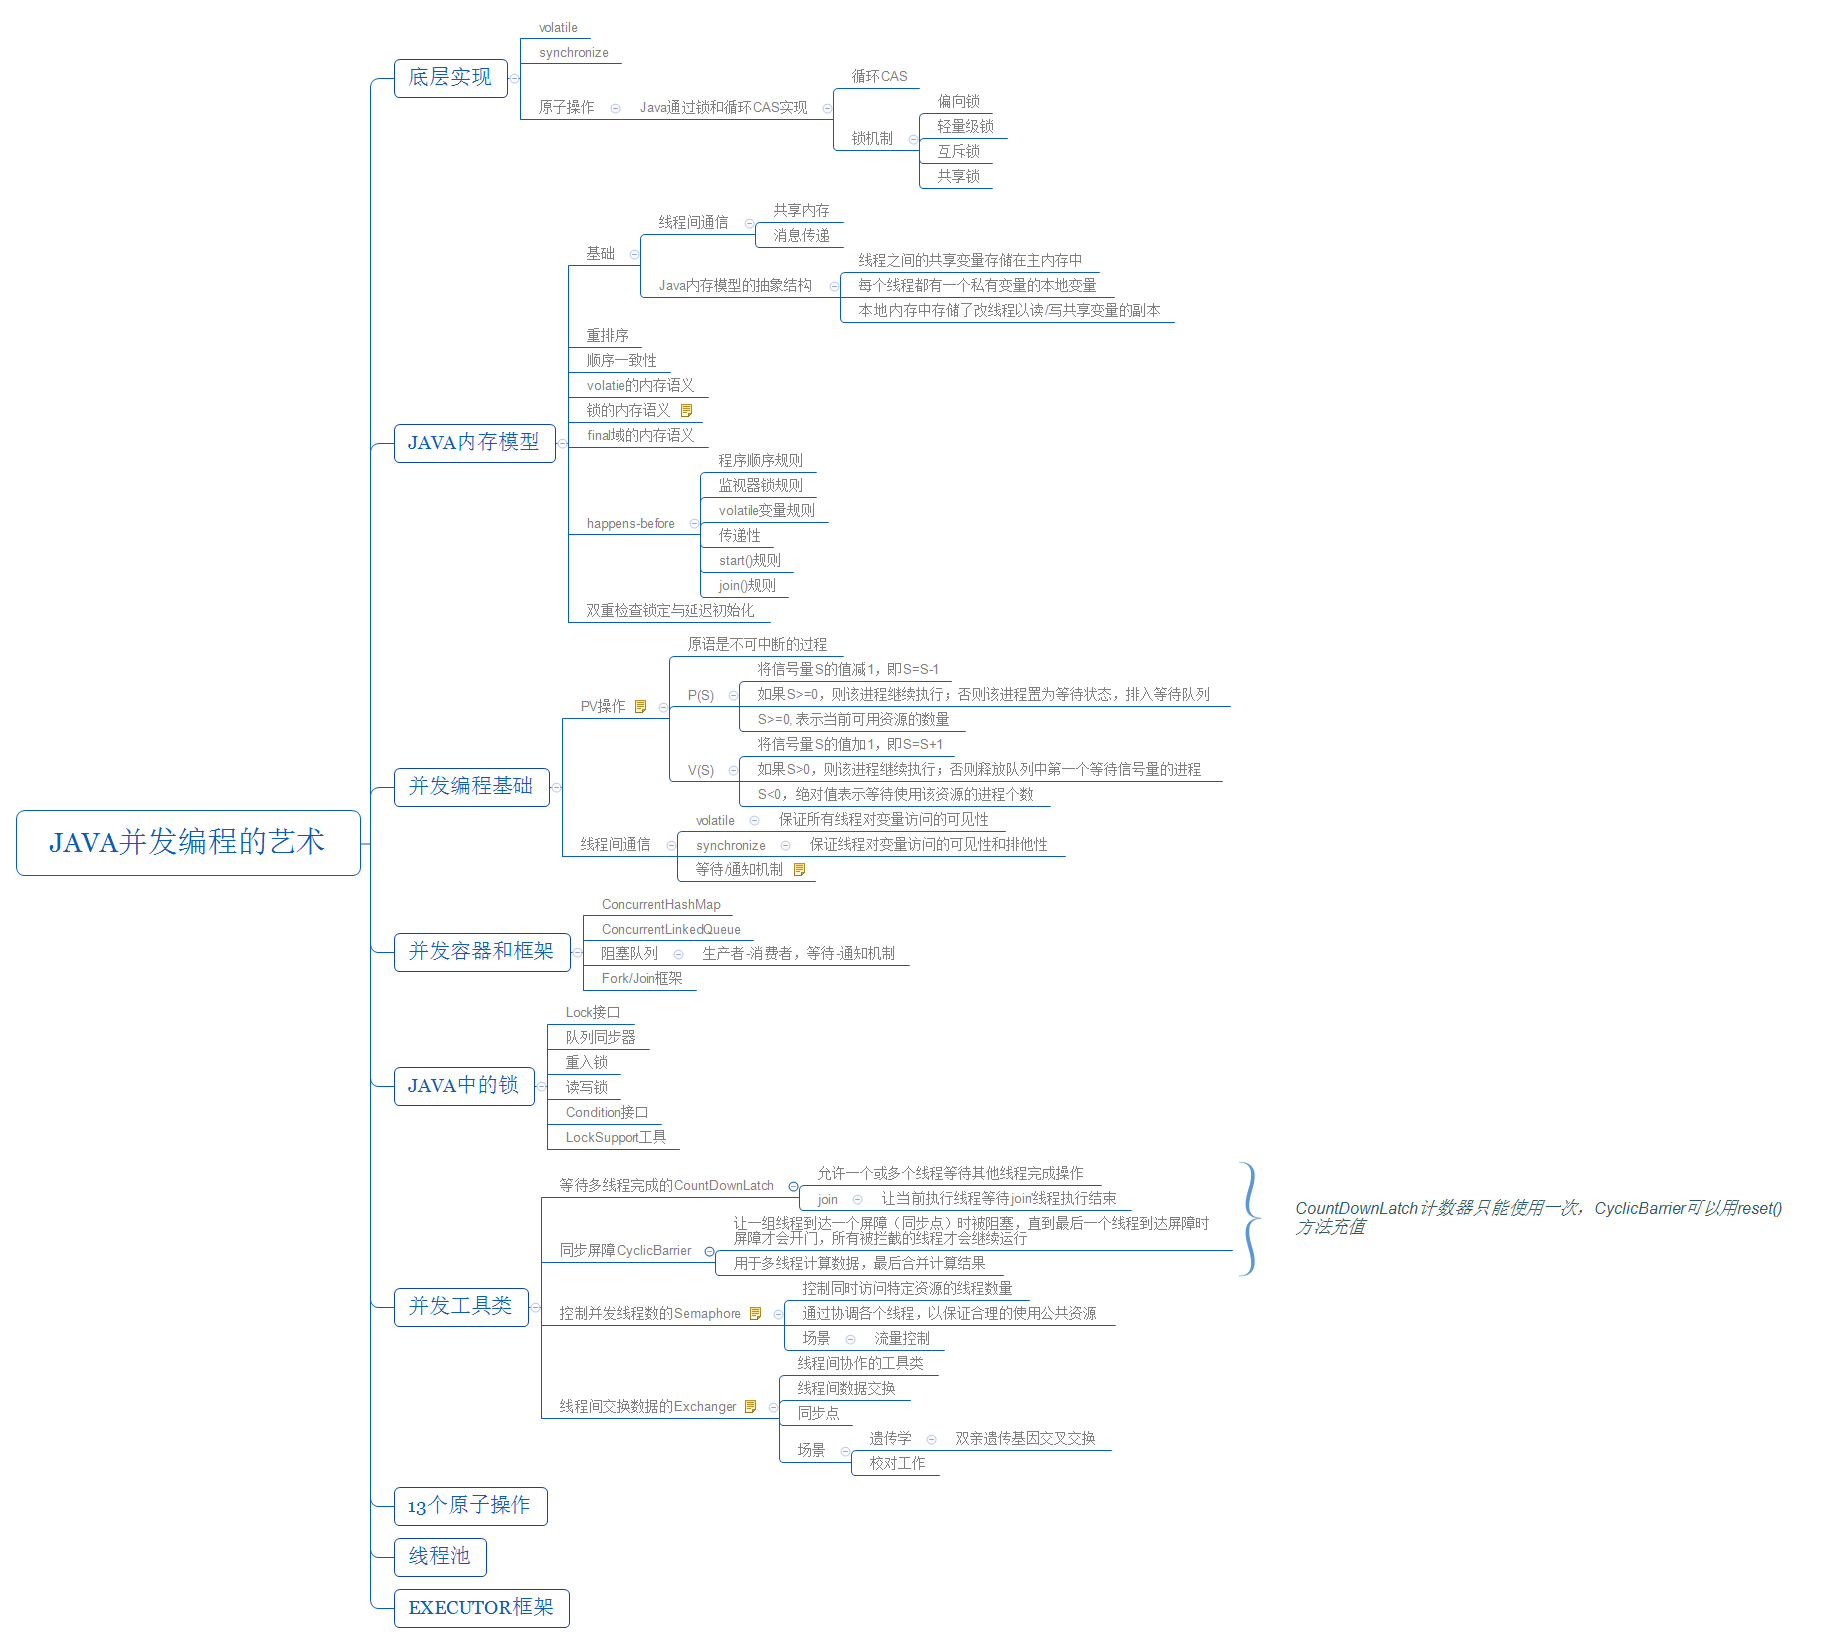 JAVA并发编程的艺术
底层实现
volatile
synchronize
原子操作
Java通过锁和循环CAS实现
循环CAS
锁机制
偏向锁
轻量级锁
互斥锁
共享锁
JAVA内存模型
基础
线程间通信
共享内存
消息传递
Java内存模型的抽象结构
线程之间的共享变量存储在主内存中
每个线程都有一个私有变量的本地变量
本地内存中存储了改线程以读/写共享变量的副本
重排序
顺序一致性
volatie的内存语义
锁的内存语义
final域的内存语义
happens-before
程序顺序规则
监视器锁规则
volatile变量规则
传递性
start()规则
join()规则
双重检查锁定与延迟初始化
并发编程基础
PV操作
原语是不可中断的过程
P(S)
将信号量S的值减1，即S=S-1
如果S>=0，则该进程继续执行；否则该进程置为等待状态，排入等待队列
S>=0, 表示当前可用资源的数量
V(S)
将信号量S的值加1，即S=S+1
如果S>0，则该进程继续执行；否则释放队列中第一个等待信号量的进程
S<0，绝对值表示等待使用该资源的进程个数
线程间通信
volatile
保证所有线程对变量访问的可见性
synchronize
保证线程对变量访问的可见性和排他性
等待/通知机制
并发容器和框架
ConcurrentHashMap
ConcurrentLinkedQueue
阻塞队列
生产者-消费者，等待-通知机制
Fork/Join框架
JAVA中的锁
Lock接口
队列同步器
重入锁
读写锁
Condition接口
LockSupport工具
并发工具类
等待多线程完成的CountDownLatch
允许一个或多个线程等待其他线程完成操作
join
让当前执行线程等待join线程执行结束
同步屏障CyclicBarrier
让一组线程到达一个屏障（同步点）时被阻塞，直到最后一个线程到达屏障时
屏障才会开门，所有被拦截的线程才会继续运行
用于多线程计算数据，最后合并计算结果
CountDownLatch计数器只能使用一次，CyclicBarrier可以用reset()
方法充值
控制并发线程数的Semaphore
控制同时访问特定资源的线程数量
通过协调各个线程，以保证合理的使用公共资源
场景
流量控制
线程间交换数据的Exchanger
线程间协作的工具类
线程间数据交换
同步点
场景
遗传学
双亲遗传基因交叉交换
校对工作
13个原子操作
线程池
EXECUTOR框架